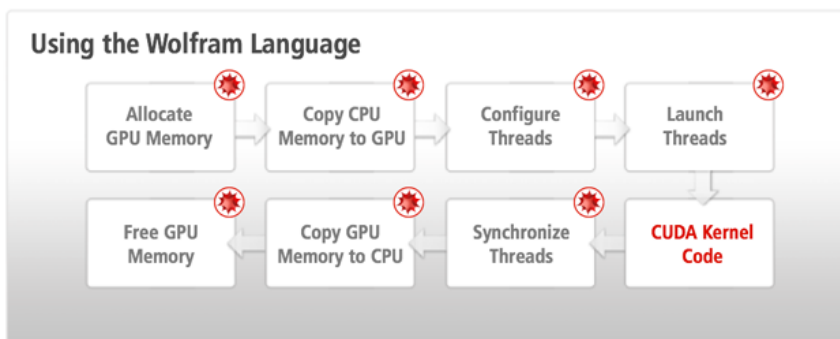 Using the Wolfram Language
Allocate
GPU Memory
Copy CPU
Memory to GPU
Configure
Threads
Launch
Threads
CUDA Kernel
Code
Synchronize
Threads
Copy GPU
Memory to CPU
Free GPU
Memory